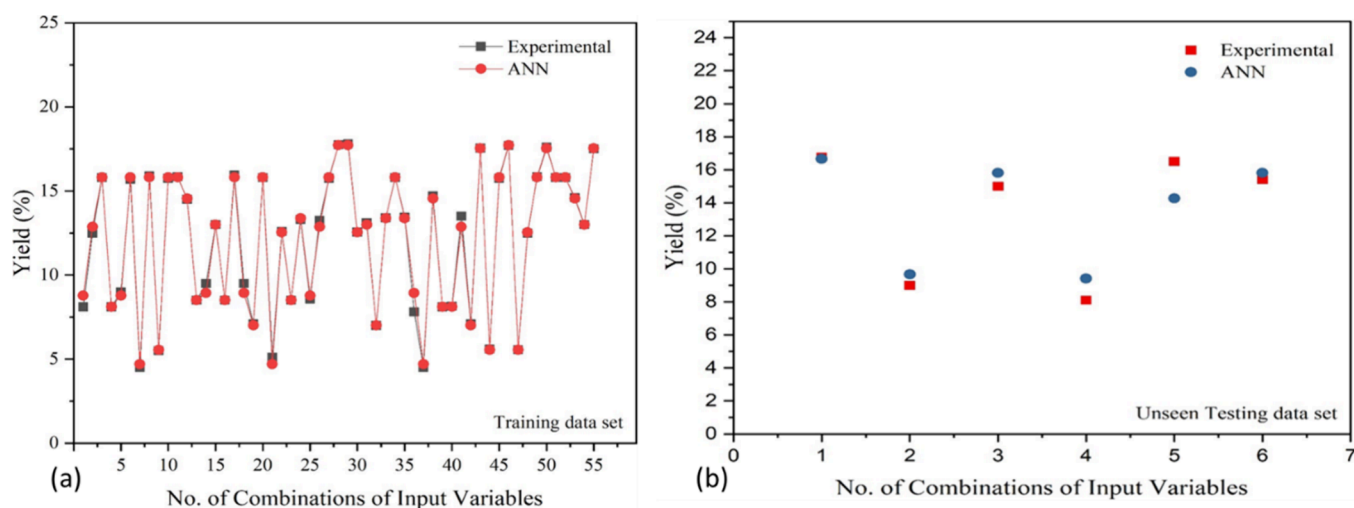 25
20
15
10
5
0
Yield (%)
Experimental
ANN
Training data set
5 10 15 20 25 30 35 40 45 50 55
(a)
No. of Combinations of Input Variables
24
22
20
18
16
14
12
10
8
6
4
2
0
Yield (%)
Experimental
ANN
Unseen Testing data set
0 1 2 3 4 5 6 7
(b)
No. of Combinations of Input Variables